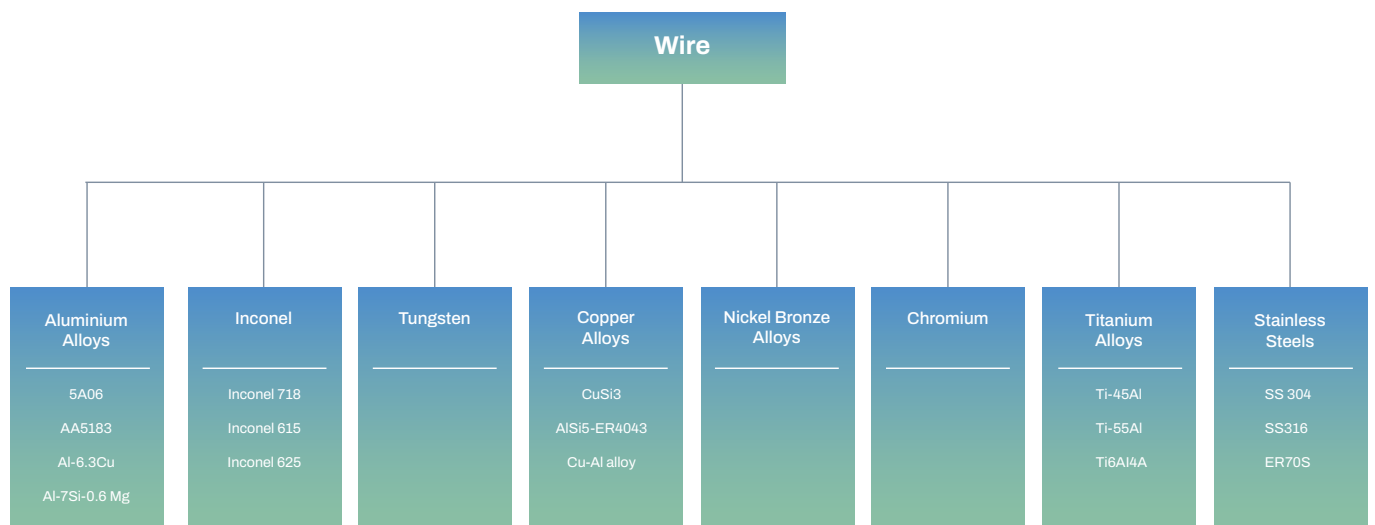 Wire
Aluminium
Alloys
5A06
AA5183
Al-6.3Cu
Al-7Si-0.6 Mg
Inconel
Inconel 718
Inconel 615
Inconel 625
Tungsten
Copper
Alloys
CuSi3
AlSi5-ER4043
Cu-Al alloy
Nickel Bronze
Alloys
Chromium
Titanium
Alloys
Ti-45Al
Ti-55Al
Ti6Al4A
Stainless
Steels
SS 304
SS316
ER70S